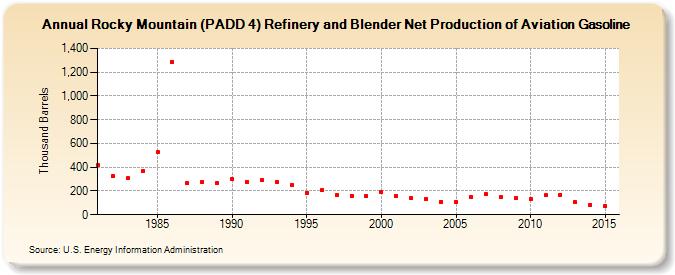 Annual Rocky Mountain (PADD 4) Refinery and Blender Net Production of Aviation Gasoline
Thousand Barrels
1,400
1,200
1,000
800
600
400
200
0
1985 1990 1995 2000 2005 2010 2015
Source: U.S. Energy Information Administration